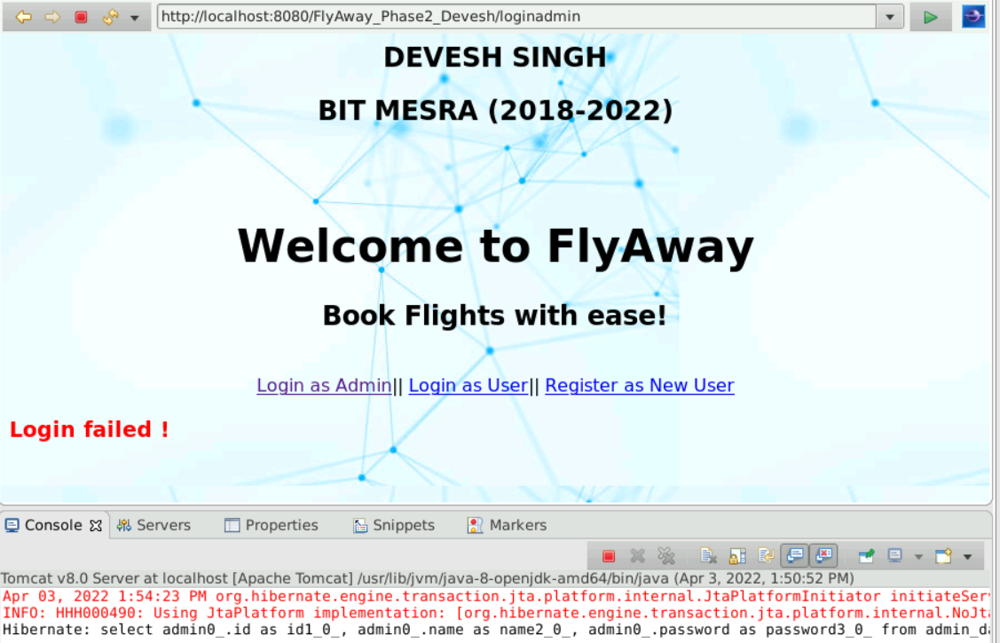 http://localhost:8080/FlyAway_Phase2_Devesh/loginadmin
DEVESH SINGH
BIT MESRA (2018-2022)
Welcome to FlyAway
Book Flights with ease!
Login as Admin|| Login as User|| Register as New User
Login failed !
Console Servers Properties Snippets Markers
Tomcat v8.0 Server at localhost [Apache Tomcat] /usr/lib/jvm/java-8-openjdk-amd64/bin/java (Apr 3, 2022, 1:50:52 PM)
Apr 03, 2022 1:54:23 PM org.hibernate.engine.transaction.jta.platform.internal.JtaPlatformInitiator initiateSer
INFO: HHH000490: Using JtaPlatform implementation: [org.hibernate.engine.transaction.jta.platform.internal.NoJt
Hibernate: select admin0_.id as id1_0_, admin0_.name as name2_0_, admin0_.password as password3_0_ from admin_d